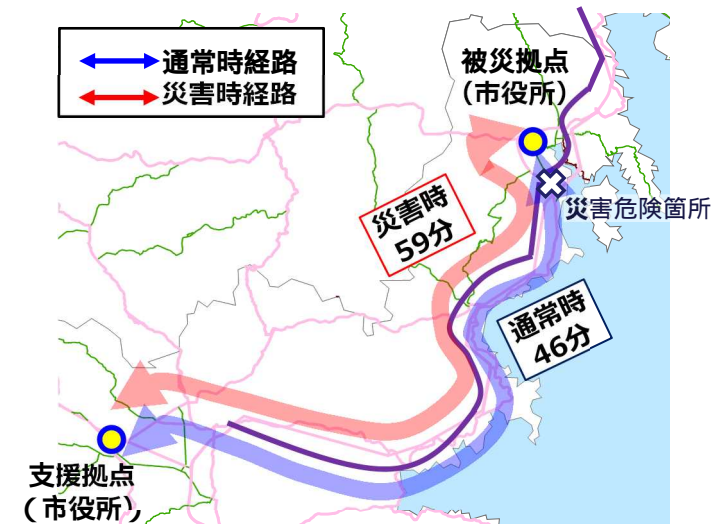 通常時経路
災害時経路
被災拠点
（市役所）
災害危険箇所
災害時
59分
通常時
46分
支援拠点
（市役所）